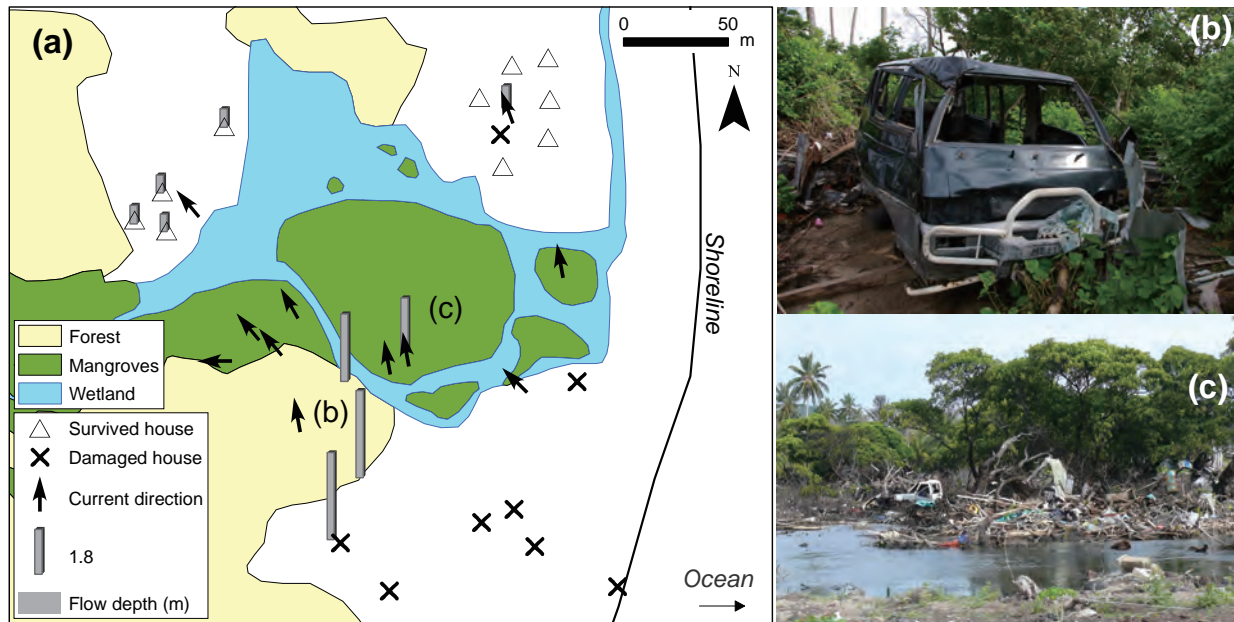 (a)
0 50
m
N
(b)
Shoreline
(c)
(b)
Forest
Mangroves
Wetland
Survived house
Damaged house
Current direction
1.8
Flow depth (m)
Ocean
(c)